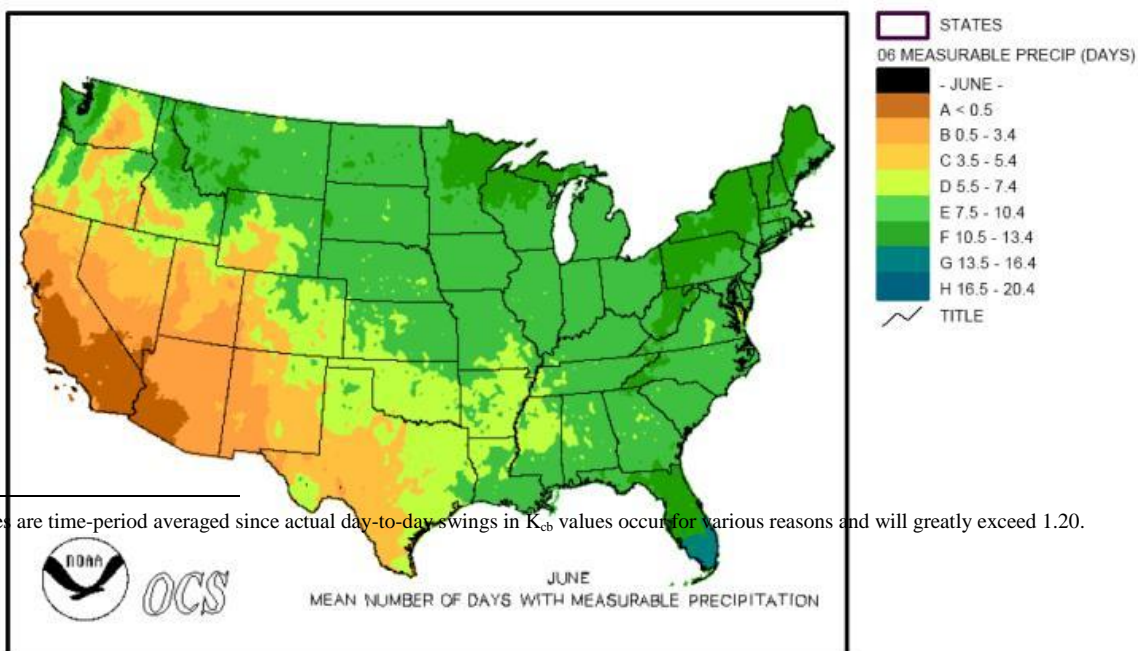 STATES
06 MEASURABLE PRECIP (DAYS)
- JUNE -
A < 0.5
B 0.5 - 3.4
C 3.5 - 5.4
D 5.5 - 7.4
E 7.5 - 10.4
F 10.5 - 13.4
G 13.5 - 16.4
H 16.5 - 20.4
TITLE
are time-period averaged since actual day-to-day swings in Kcb values occur for various reasons and will greatly exceed 1.20.
NOAA
OCS
JUNE
MEAN NUMBER OF DAYS WITH MEASURABLE PRECIPITATION